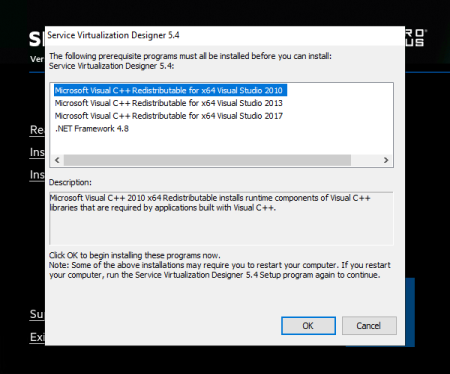 Service Virtualization Designer 5.4
The following prerequisite programs must all be installed before you can install:
Service Virtualization Designer 5.4:
Microsoft Visual C++ Redistributable for x64 Visual Studio 2010
Microsoft Visual C++ Redistributable for x64 Visual Studio 2013
Microsoft Visual C++ Redistributable for x64 Visual Studio 2017
.NET Framework 4.8
Description:
Microsoft Visual C++ 2010 x64 Redistributable installs runtime components of Visual C++
libraries that are required by applications built with Visual C++.
Click OK to begin installing these programs now.
Note: Some of the above installations may require you to restart your computer. If you restart
your computer, run the Service Virtualization Designer 5.4 Setup program again to continue.
OK Cancel
Ver
Re
Ins
Ins
Su
Exi